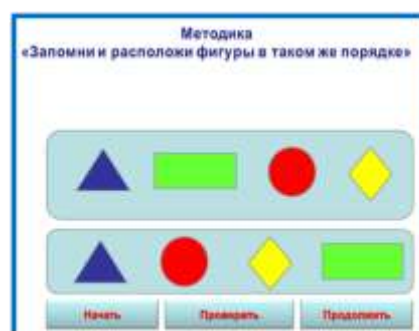 Методика
«Запомни и расположи фигуры в таком же порядке»
Начать
Проверить
Продолжить